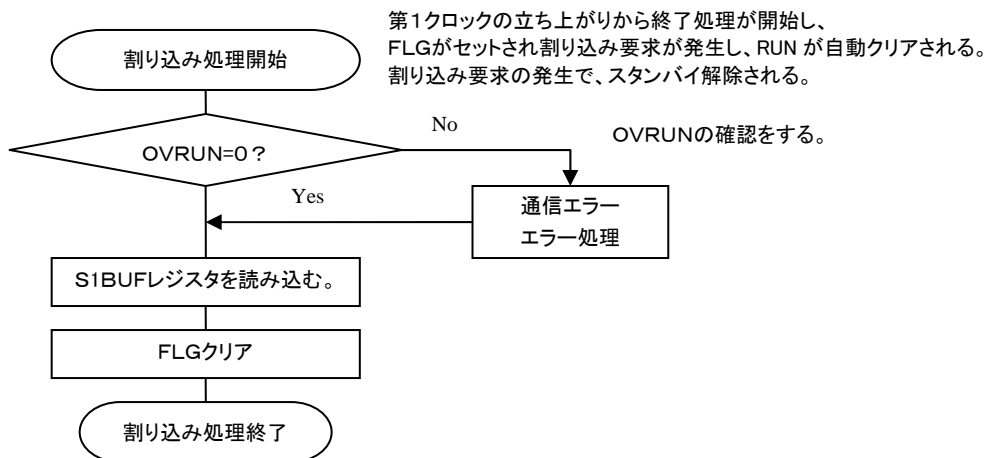 第１クロックの立ち上がりから終了処理が開始し、
FLGがセットされ割り込み要求が発生し、RUN が自動クリアされる。
割り込み要求の発生で、スタンバイ解除される。
割り込み処理開始
No
OVRUNの確認をする。
OVRUN=0？
Yes
通信エラー
エラー処理
S1BUFレジスタを読み込む。
FLGクリア
割り込み処理終了